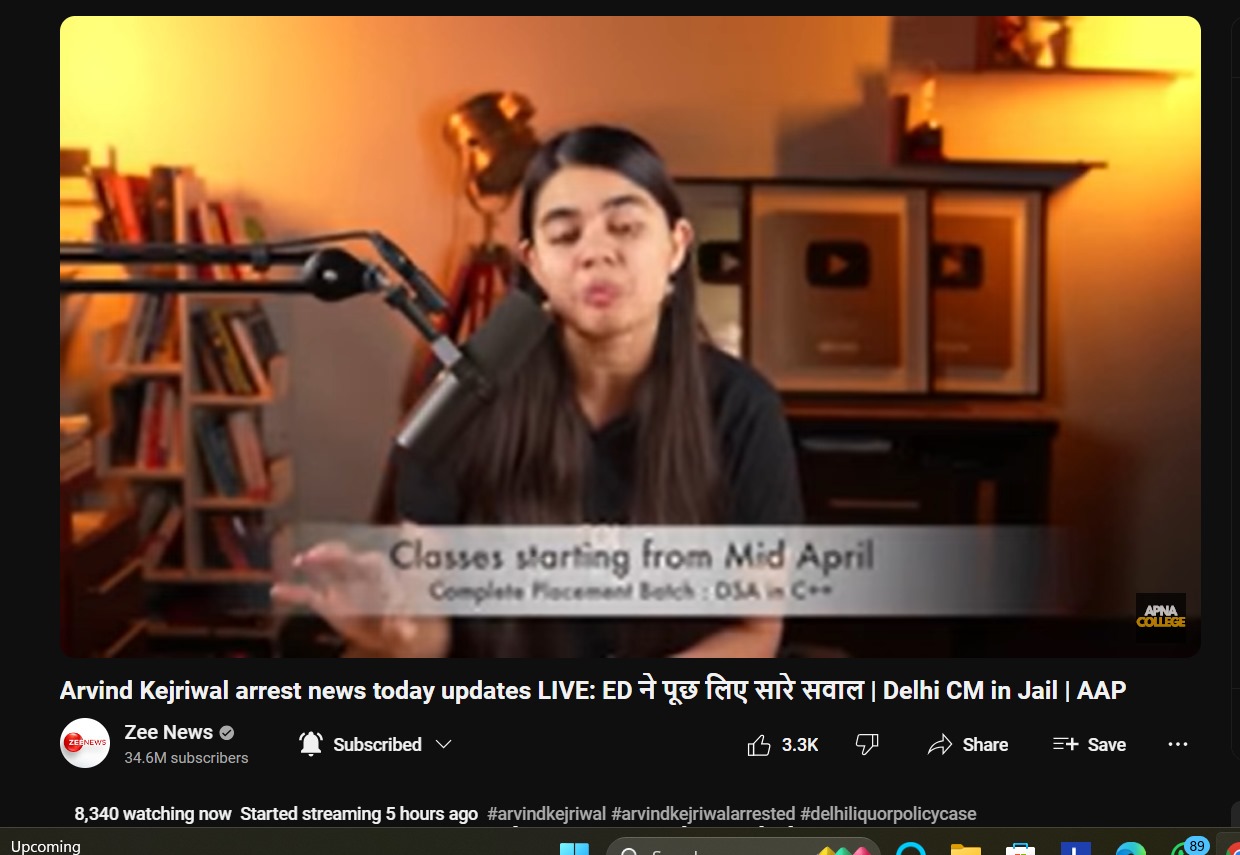 Classes starting from Mid April
Complete Placement Batch : DSA in C++
APNA
COLLEGE
Arvind Kejriwal arrest news today updates LIVE: ED ने पूछ लिए सारे सवाल | Delhi CM in Jail | AAP
ZEE NEWS
Zee News
34.6M subscribers
Subscribed
3.3K
Share
Save
8,340 watching now Started streaming 5 hours ago #arvindkejriwal #arvindkejriwalarrested #delhiliquorpolicycase
Upcoming
89